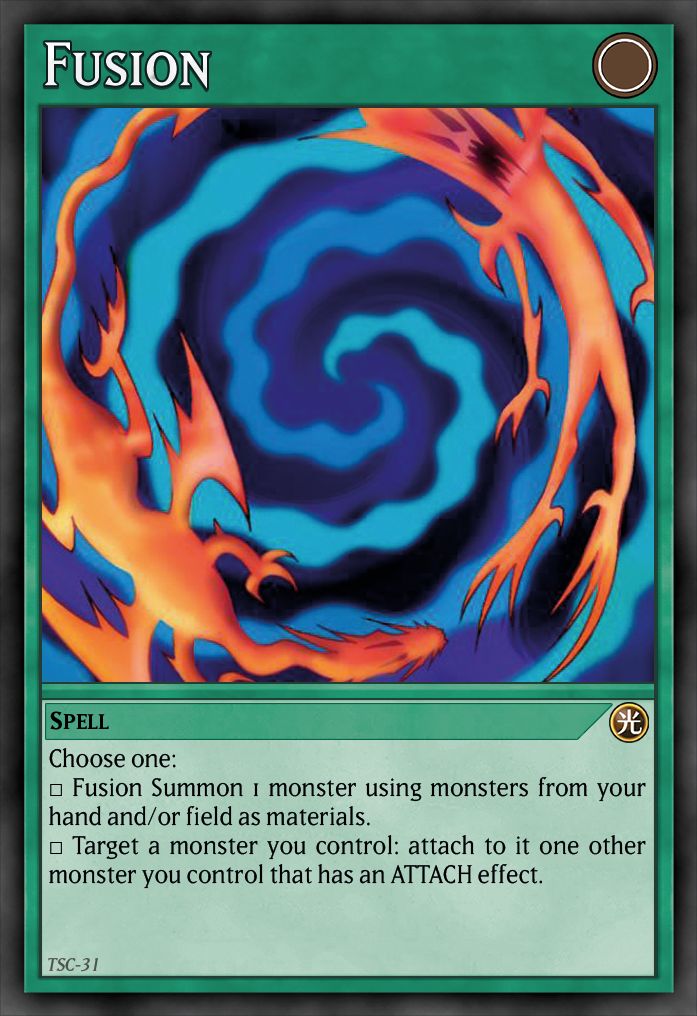 FUSION
SPELL
光
Choose one:
□ Fusion Summon 1 monster using monsters from your
hand and/or field as materials.
□ Target a monster you control: attach to it one other
monster you control that has an ATTACH effect.
TSC-31